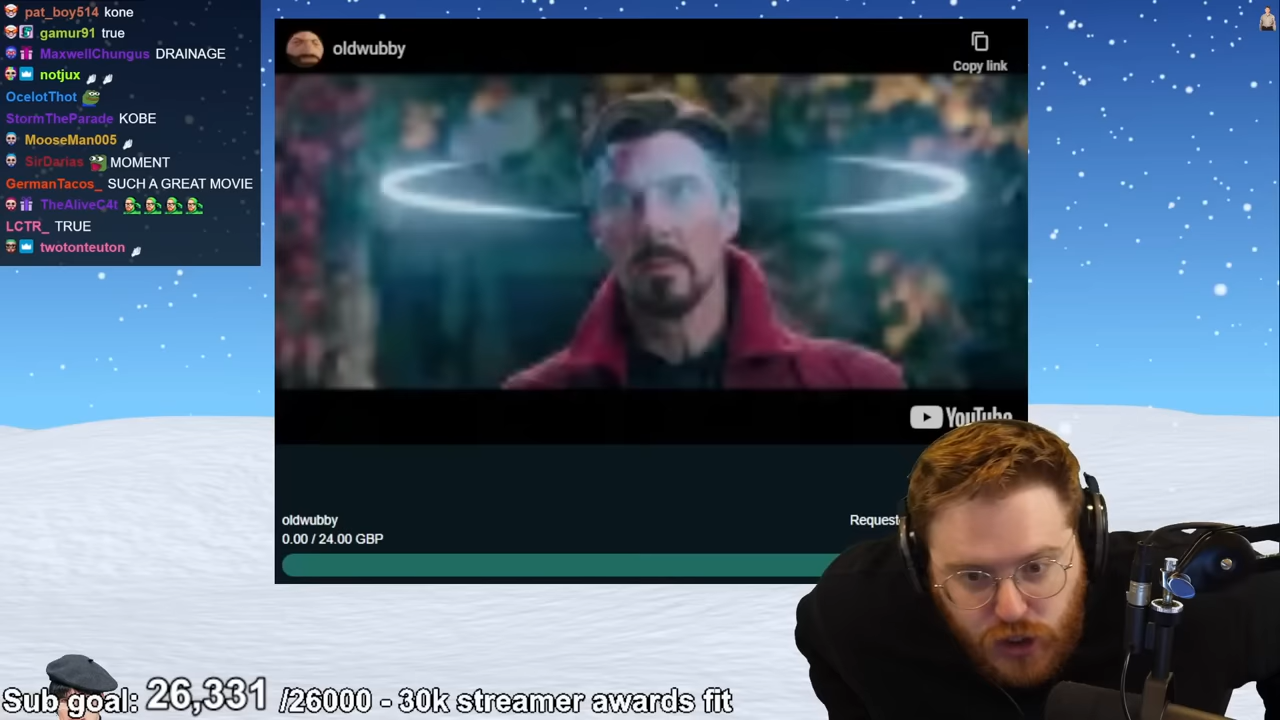 pat_boy514 kone
gamur91 true
MaxwellChungus DRAINAGE
notjux
OcelotThot
StormTheParade KOBE
MooseMan005
SirDarias MOMENT
GermanTacos_ SUCH A GREAT MOVIE
TheAliveC4t
LCTR_ TRUE
twotonteuton
oldwubby
Copy link
YouTube
oldwubby
0.00 / 24.00 GBP
Request
Sub goal: 26,331 /26000 - 30k streamer awards fit